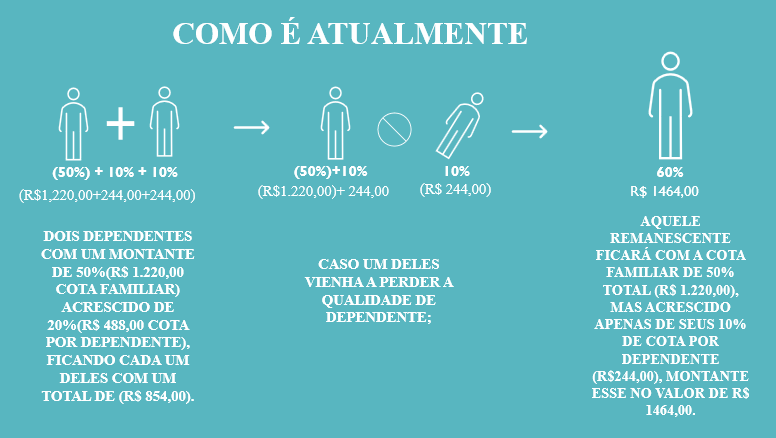 COMO É ATUALMENTE
(50%) + 10% + 10%
(R$1,220,00+244,00+244,00)
DOIS DEPENDENTES
COM UM MONTANTE
DE 50%(R$ 1.220,00
COTA FAMILIAR)
ACRESCIDO DE
20%(R$ 488,00 COTA
POR DEPENDENTE),
FICANDO CADA UM
DELES COM UM
TOTAL DE (R$ 854,00).
(50%)+10%
(R$1.220,00)+ 244,00
10%
(R$ 244,00)
CASO UM DELES
VIENHA A PERDER A
QUALIDADE DE
DEPENDENTE;
60%
R$ 1464,00
AQUELE
REMANESCENTE
FICARÁ COM A COTA
FAMILIAR DE 50%
TOTAL (R$ 1.220,00),
MAS ACRESCIDO
APENAS DE SEUS 10%
DE COTA POR
DEPENDENTE
(R$244,00), MONTANTE
ESSE NO VALOR DE R$
1464,00.